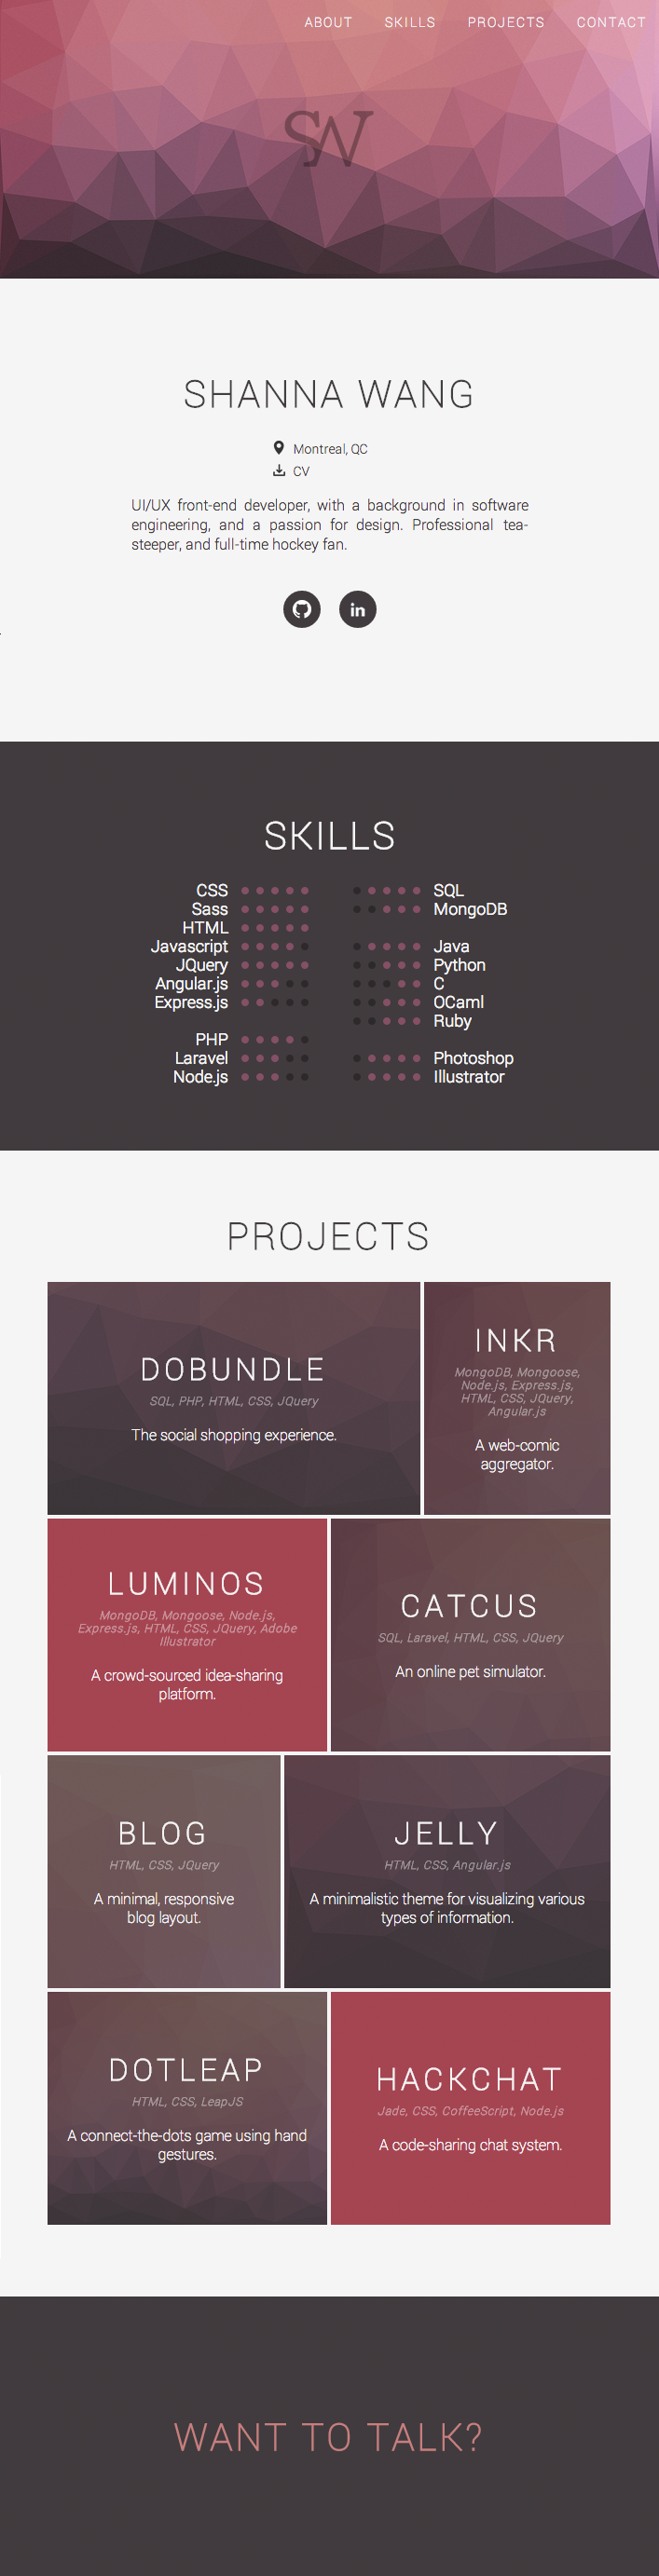 ABOUT SKILLS PROJECTS CONTACT
SW
SHANNA WANG
Montreal, QC
CV
UI/UX front-end developer, with a background in software
engineering, and a passion for design. Professional tea-
steeper, and full-time hockey fan.
in
SKILLS
CSS
Sass
HTML
Javascript
JQuery
Angular.js
Express.js
PHP
Laravel
Node.js
SQL
MongoDB
Java
Python
C
OCaml
Ruby
Photoshop
Illustrator
PROJECTS
DOBUNDLE
SQL, PHP, HTML, CSS, JQuery
The social shopping experience.
INKR
MongoDB, Mongoose,
Node.js, Express.js,
HTML, CSS, JQuery,
Angular.js
A web-comic
aggregator.
LUMINOS
MongoDB, Mongoose, Node.js,
Express.js, HTML, CSS, JQuery, Adobe
Illustrator
A crowd-sourced idea-sharing
platform.
CATCUS
SQL, Laravel, HTML, CSS, JQuery
An online pet simulator.
BLOG
HTML, CSS, JQuery
A minimal, responsive
blog layout.
JELLY
HTML, CSS, Angular.js
A minimalistic theme for visualizing various
types of information.
DOTLEAP
HTML, CSS, LeapJS
A connect-the-dots game using hand
gestures.
HACKCHAT
Jade, CSS, CoffeeScript, Node.js
A code-sharing chat system.
WANT TO TALK?